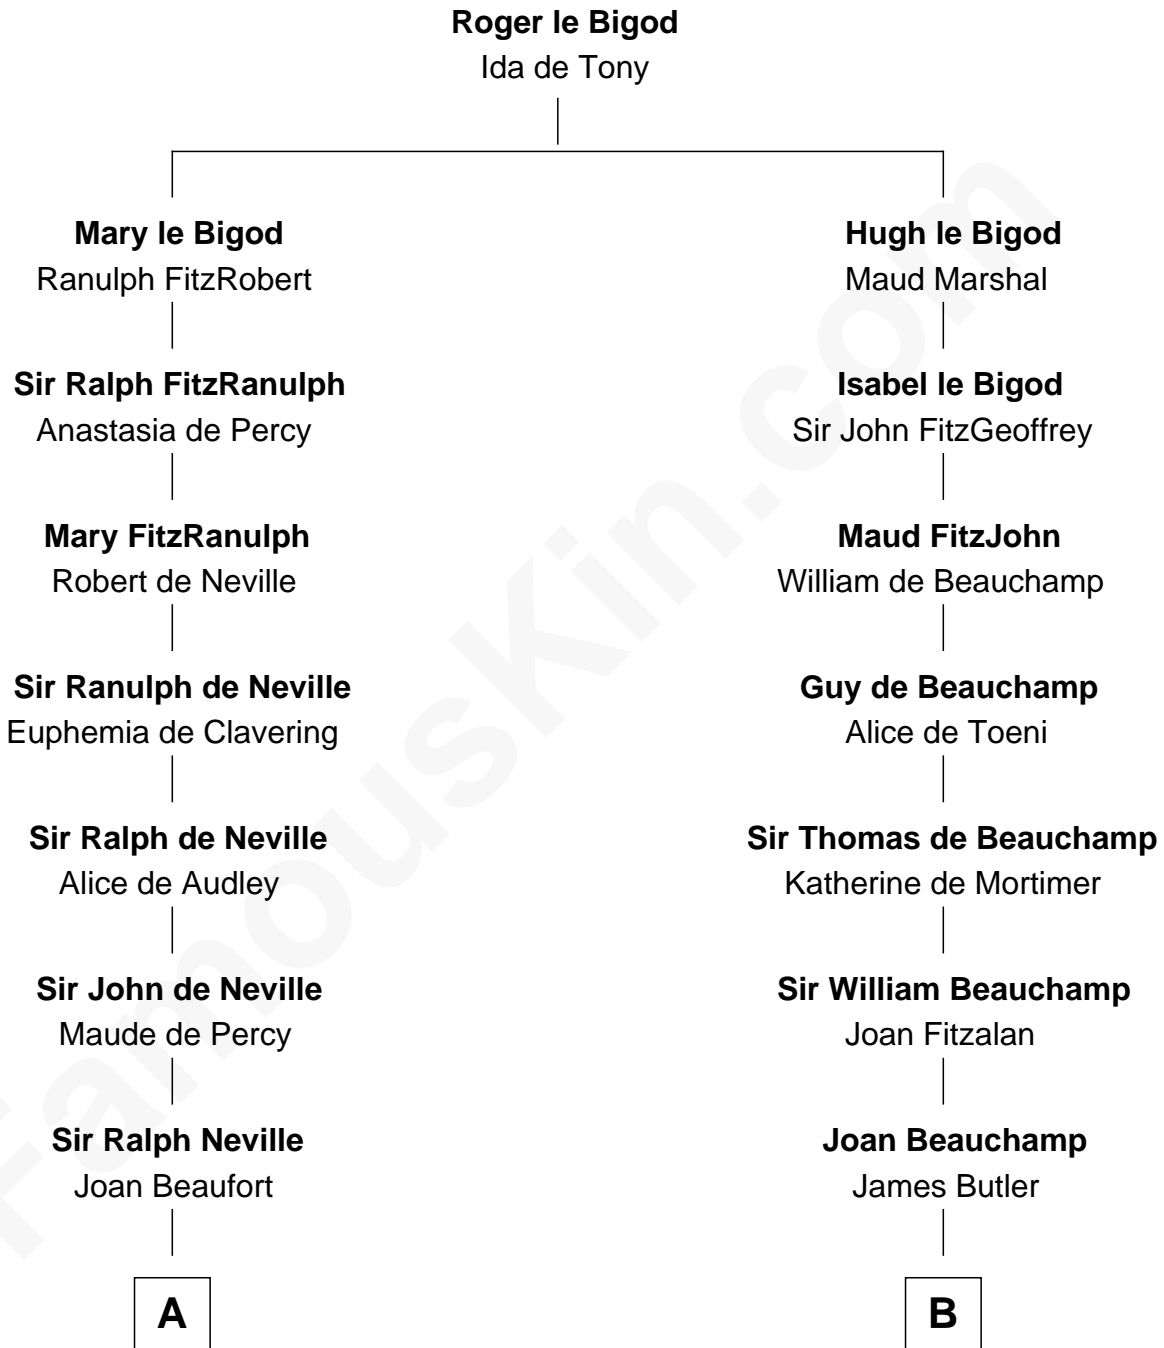 Roger le Bigod
Ida de Tony
Mary le Bigod
Ranulph FitzRobert
Hugh le Bigod
Maud Marshal
Sir Ralph FitzRanulph
Anastasia de Percy
Isabel le Bigod
Sir John FitzGeoffrey
Mary FitzRanulph
Robert de Neville
Maud FitzJohn
William de Beauchamp
Sir Ranulph de Neville
Euphemia de Clavering
Guy de Beauchamp
Alice de Toeni
Sir Ralph de Neville
Alice de Audley
Sir Thomas de Beauchamp
Katherine de Mortimer
Sir John de Neville
Maude de Percy
Sir William Beauchamp
Joan Fitzalan
Sir Ralph Neville
Joan Beaufort
Joan Beauchamp
James Butler
A
B
FamousKin.com